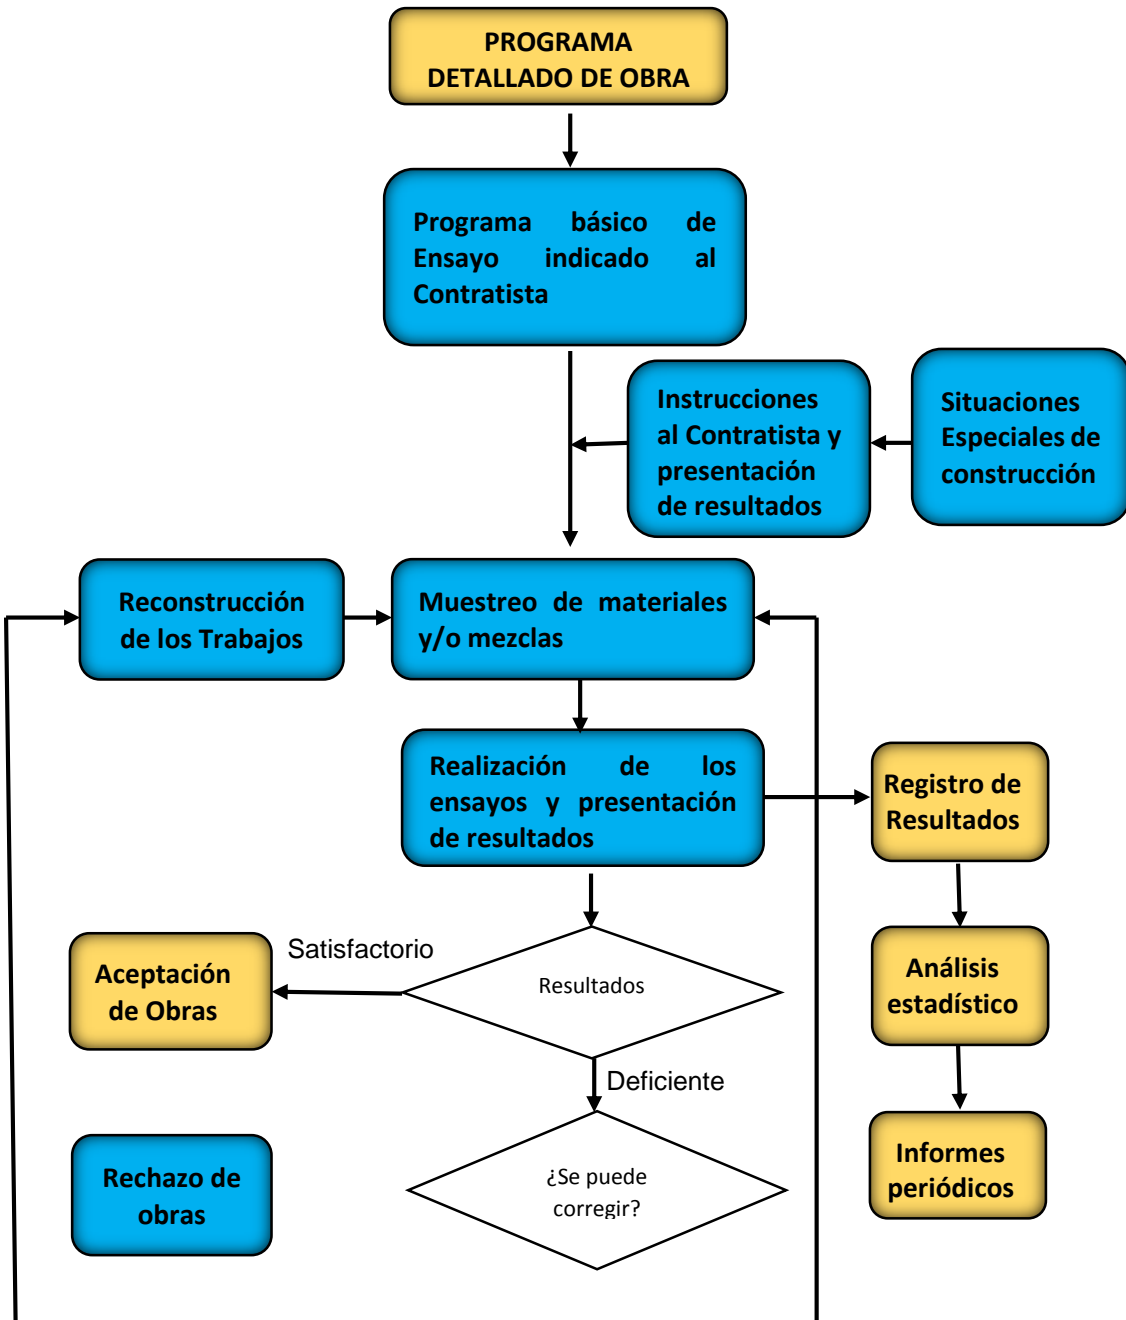 PROGRAMA
DETALLADO DE OBRA
Programa básico de
Ensayo indicado al
Contratista
Instrucciones
al Contratista y
presentación
de resultados
Situaciones
Especiales de
construcción
Reconstrucción
de los Trabajos
Muestreo de materiales
y/o mezclas
Realización de los
ensayos y presentación
de resultados
Registro de
Resultados
Satisfactorio
Aceptación
de Obras
Resultados
Análisis
estadístico
Deficiente
Rechazo de
obras
¿Se puede
corregir?
Informes
periódicos